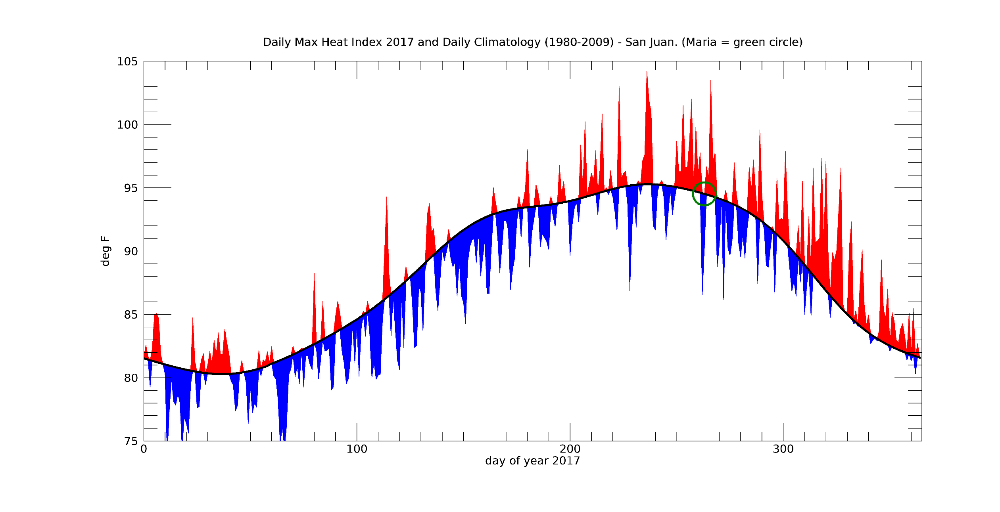 Daily Max Heat Index 2017 and Daily Climatology (1980-2009) - San Juan. (Maria = green circle)
105
100
95
90
85
80
75
deg F
0 100 200 300
day of year 2017